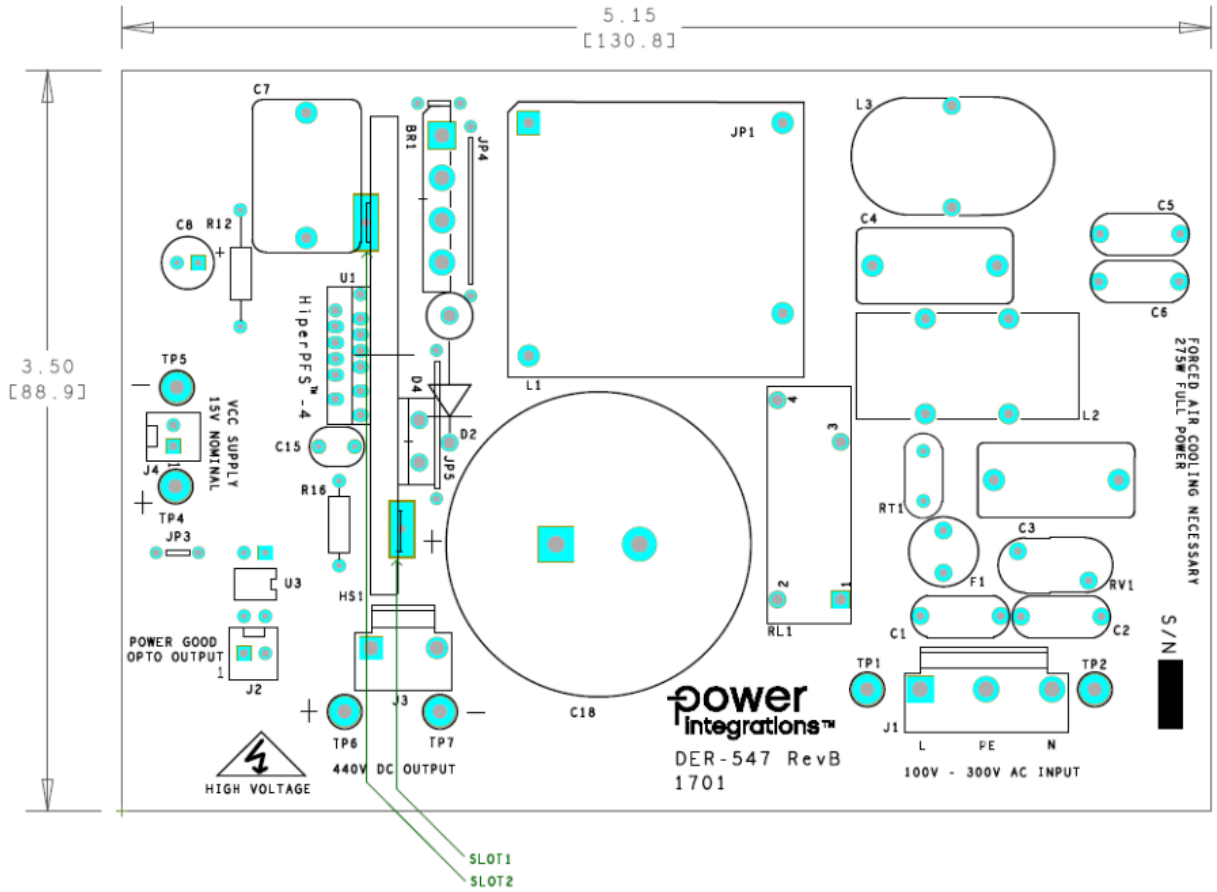 5.15
[130.8]
3.50
[88.9]
C7
BR1
JP4
JP1
L3
C8
R12
+
C4
C5
C6
U1
HiperPFS™-4
TP5
−
VCC SUPPLY
15V NOMINAL
J4
1
+
TP4
D4
D2
JP5
L1
C15
R16
L2
FORCED AIR COOLING NECESSARY
275W FULL POWER
4
3
2
1
RL1
RT1
C3
F1
RV1
JP3
U3
HS1
+
C1
C2
POWER GOOD
OPTO OUTPUT
1
J2
J3
C18
S/N
TP1
TP2
J1
L
PE
N
100V - 300V AC INPUT
+
TP6
TP7
−
440V DC OUTPUT
HIGH VOLTAGE
power
integrations™
DER-547 RevB
1701
SLOT1
SLOT2